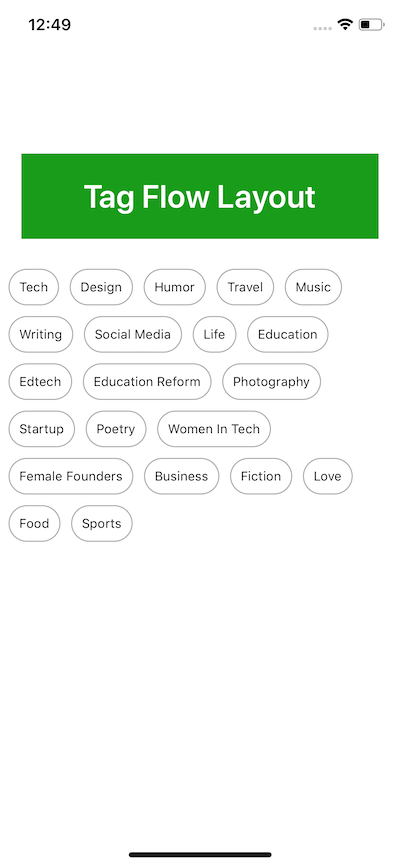 12:49
Tag Flow Layout
Tech Design Humor Travel Music
Writing Social Media Life Education
Edtech Education Reform Photography
Startup Poetry Women In Tech
Female Founders Business Fiction Love
Food Sports